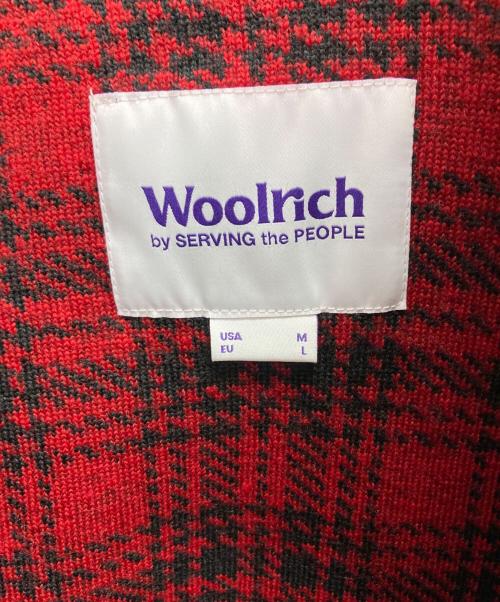 Woolrich
by SERVING the PEOPLE
USA M
EU L